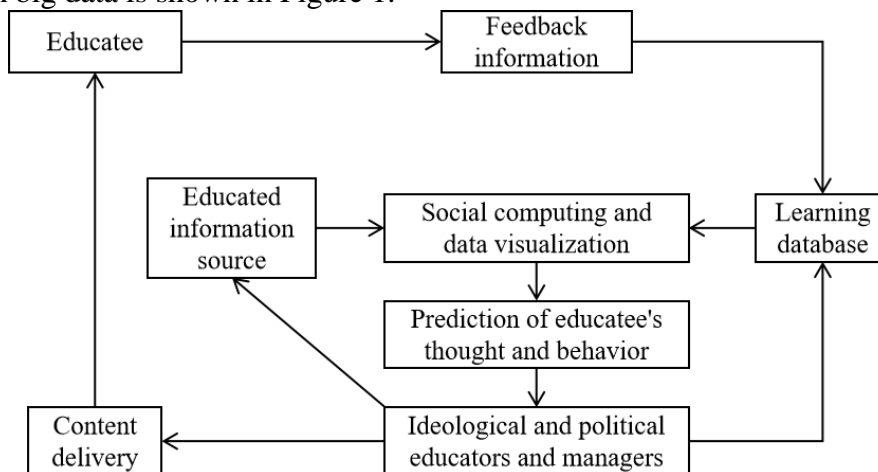 big data is shown in Figure 1.
Educatee
Feedback
information
Educated
information
source
Social computing and
data visualization
Learning
database
Prediction of educatee's
thought and behavior
Content
delivery
Ideological and political
educators and managers